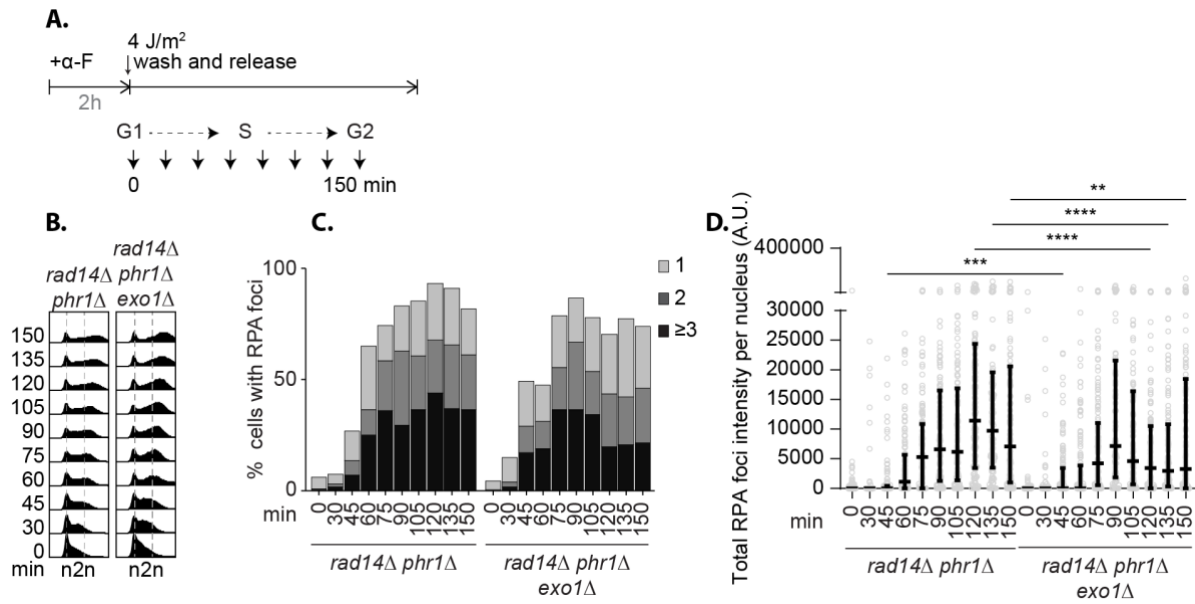 A.
4 J/m²
+α-F
wash and release
2h
G1
S
G2
0
150 min
B.
rad14Δ
phr1Δ
rad14Δ
phr1Δ
exo1Δ
150
135
120
105
90
75
60
45
30
0
min
n2n
n2n
C.
% cells with RPA foci
100
50
0
1
2
≥3
min
0 30 45 60 75 90 105 120 135 150
0 30 45 60 75 90 105 120 135 150
rad14Δ phr1Δ
rad14Δ phr1Δ
exo1Δ
D.
Total RPA foci intensity per nucleus (A.U.)
400000
30000
25000
20000
15000
10000
5000
0
**
****
****
***
min
0 30 45 60 75 90 105 120 135 150
0 30 45 60 75 90 105 120 135 150
rad14Δ phr1Δ
rad14Δ phr1Δ
exo1Δ